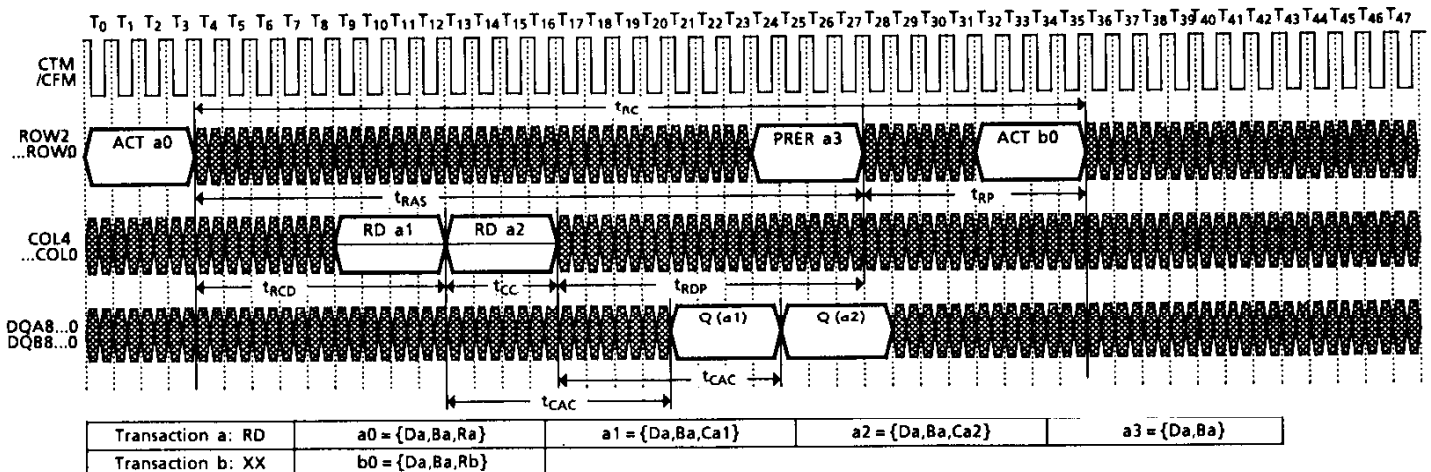 T0 T1 T2 T3 T4 T5 T6 T7 T8 T9 T10 T11 T12 T13 T14 T15 T16 T17 T18 T19 T20 T21 T22 T23 T24 T25 T26 T27 T28 T29 T30 T31 T32 T33 T34 T35 T36 T37 T38 T39 T40 T41 T42 T43 T44 T45 T46 T47
CTM
/CFM
tRC
ROW2
...ROW0
ACT a0
PRER a3
ACT b0
tRAS
tRP
COL4
...COL0
RD a1
RD a2
tRCD
tCC
tRDP
DQA8...0
DQB8...0
Q (a1)
Q (a2)
tCAC
tCAC
Transaction a: RD a0 = {Da,Ba,Ra} a1 = {Da,Ba,Ca1} a2 = {Da,Ba,Ca2} a3 = {Da,Ba}
Transaction b: XX b0 = {Da,Ba,Rb}